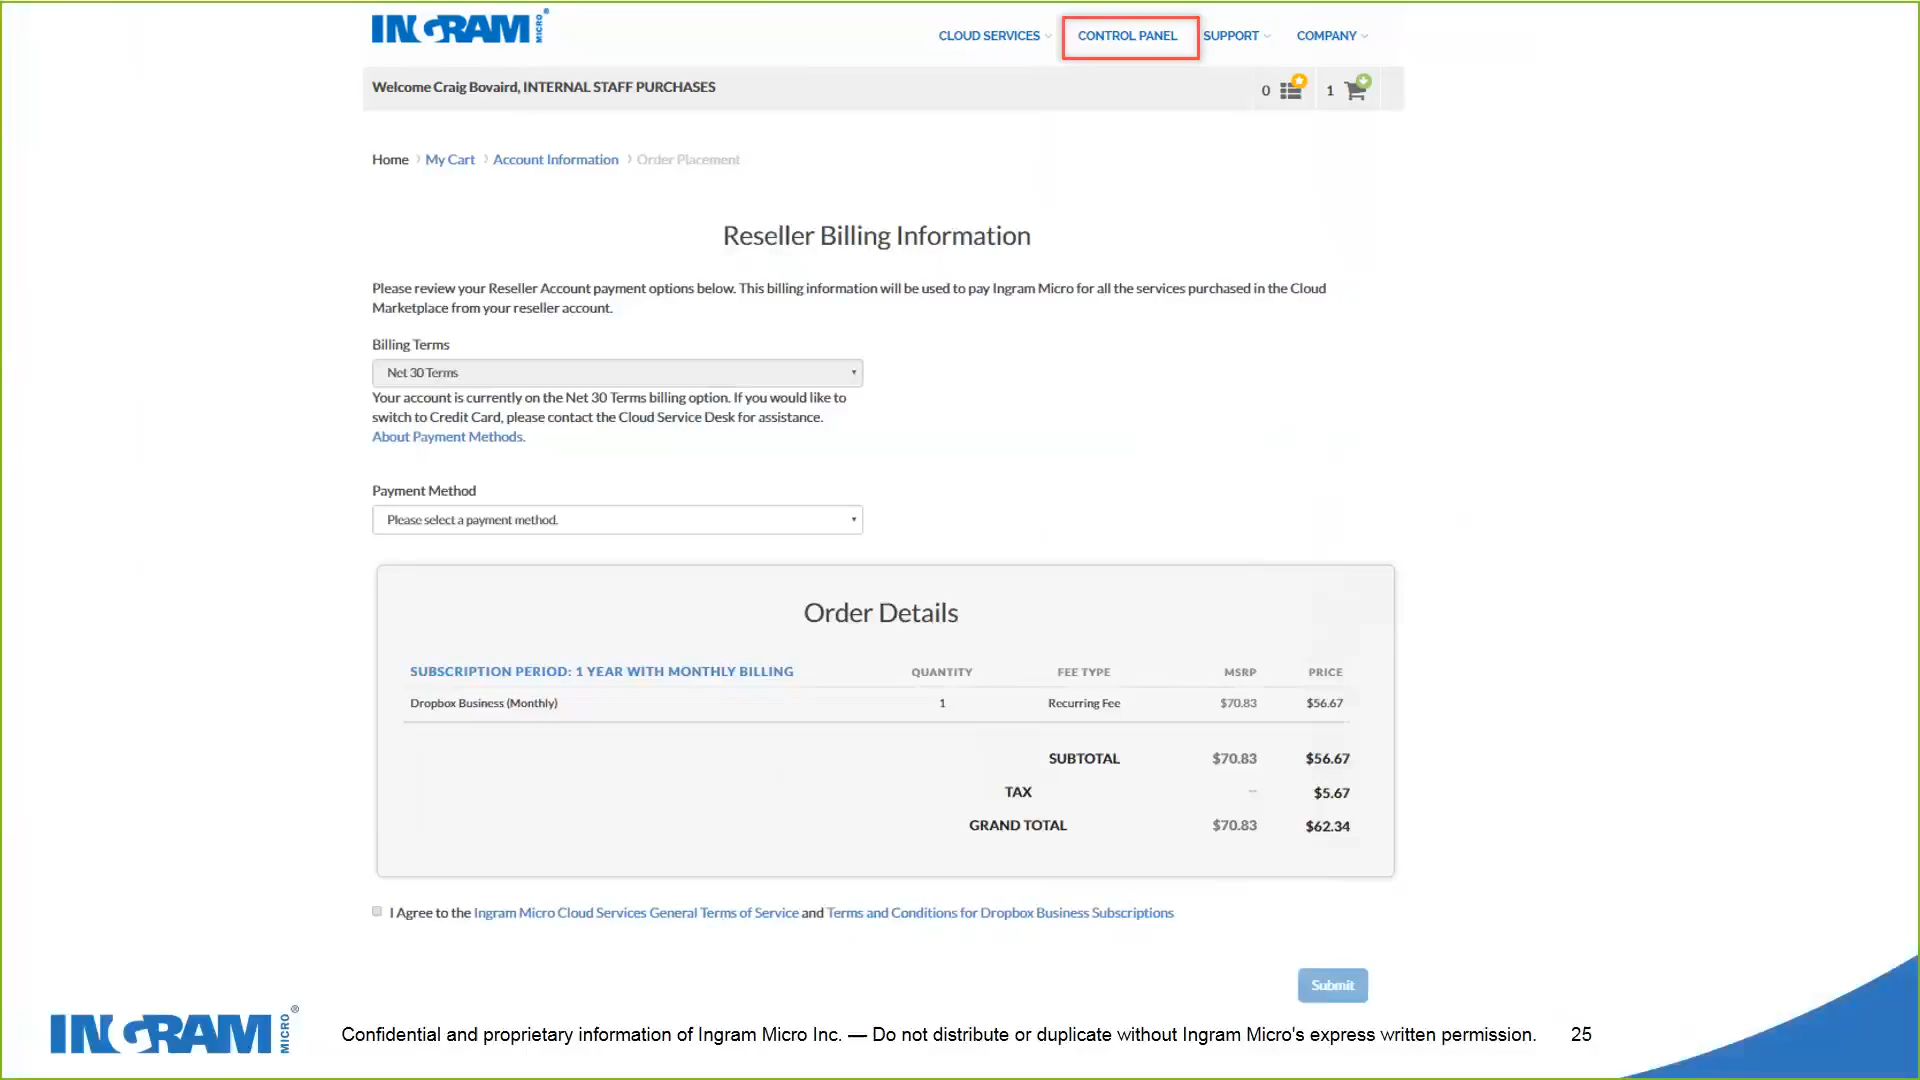 INGRAM MICRO ®
CLOUD SERVICES CONTROL PANEL SUPPORT COMPANY
Welcome Craig Bovaird, INTERNAL STAFF PURCHASES 0 1
Home › My Cart › Account Information › Order Placement
Reseller Billing Information
Please review your Reseller Account payment options below. This billing information will be used to pay Ingram Micro for all the services purchased in the Cloud
Marketplace from your reseller account.
Billing Terms
Net 30 Terms
Your account is currently on the Net 30 Terms billing option. If you would like to
switch to Credit Card, please contact the Cloud Service Desk for assistance.
About Payment Methods.
Payment Method
Please select a payment method.
Order Details
SUBSCRIPTION PERIOD: 1 YEAR WITH MONTHLY BILLING QUANTITY FEE TYPE MSRP PRICE
Dropbox Business (Monthly) 1 Recurring Fee $70.83 $56.67
SUBTOTAL $70.83 $56.67
TAX -- $5.67
GRAND TOTAL $70.83 $62.34
I Agree to the Ingram Micro Cloud Services General Terms of Service and Terms and Conditions for Dropbox Business Subscriptions
Submit
INGRAM MICRO ®
Confidential and proprietary information of Ingram Micro Inc. — Do not distribute or duplicate without Ingram Micro's express written permission. 25